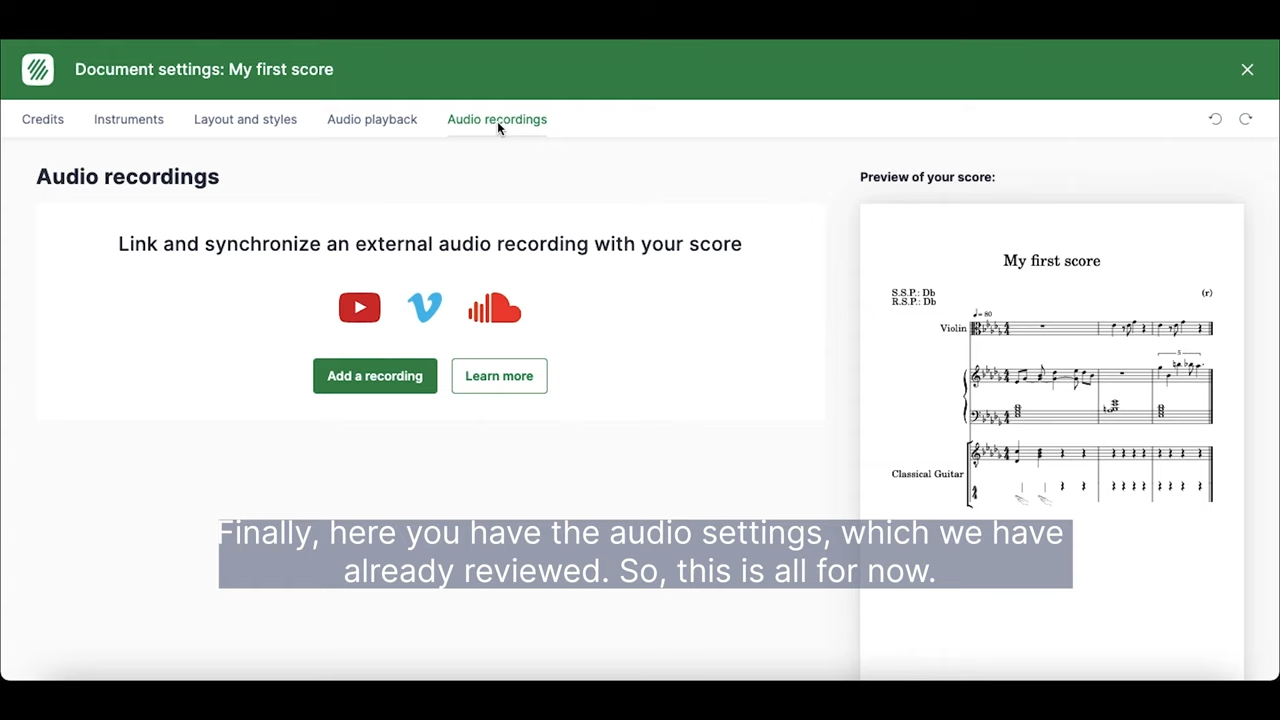 Document settings: My first score
Credits
Instruments
Layout and styles
Audio playback
Audio recordings
Audio recordings
Link and synchronize an external audio recording with your score
Add a recording
Learn more
Preview of your score:
My first score
S.S.P.: Db
R.S.P.: Db
(r)
= 80
Violin
5
Classical Guitar
Finally, here you have the audio settings, which we have
already reviewed. So, this is all for now.